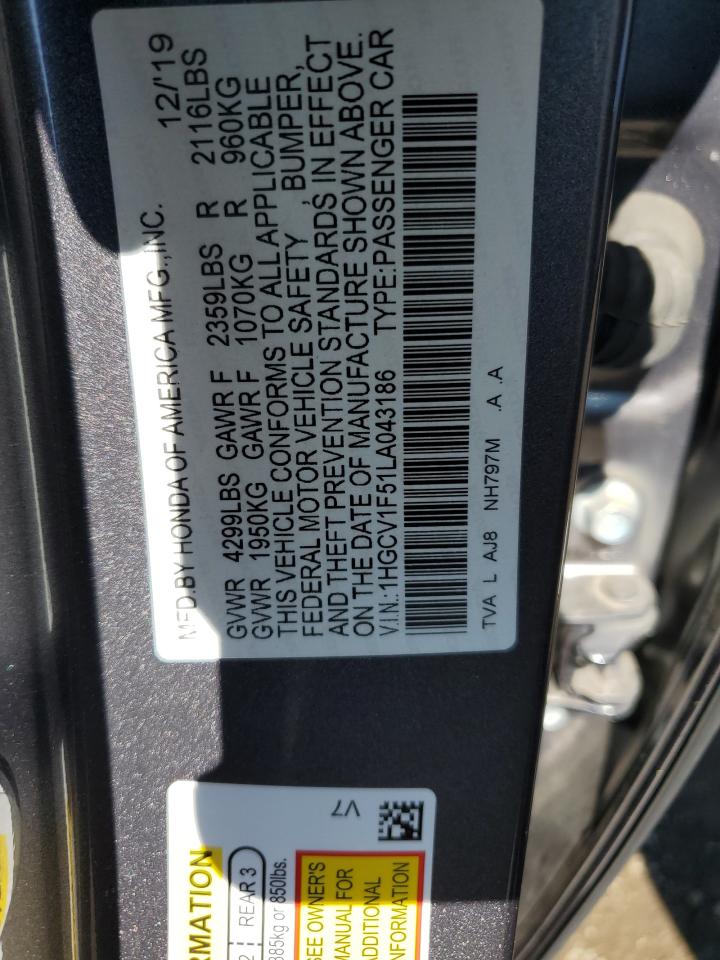 MFD.BY HONDA OF AMERICA MFG.,INC. 12/'19
GVWR 4299LBS GAWR F 2359LBS R 2116LBS
GVWR 1950KG GAWR F 1070KG R 960KG
THIS VEHICLE CONFORMS TO ALL APPLICABLE
FEDERAL MOTOR VEHICLE SAFETY, BUMPER,
AND THEFT PREVENTION STANDARDS IN EFFECT
ON THE DATE OF MANUFACTURE SHOWN ABOVE.
V.I.N.:1HGCV1F51LA043186 TYPE:PASSENGER CAR
TVA L AJ8 NH797M .A .A
V7
RMATION
2 REAR 3
385kg or 850lbs.
SEE OWNER'S
MANUAL FOR
ADDITIONAL
NFORMATION